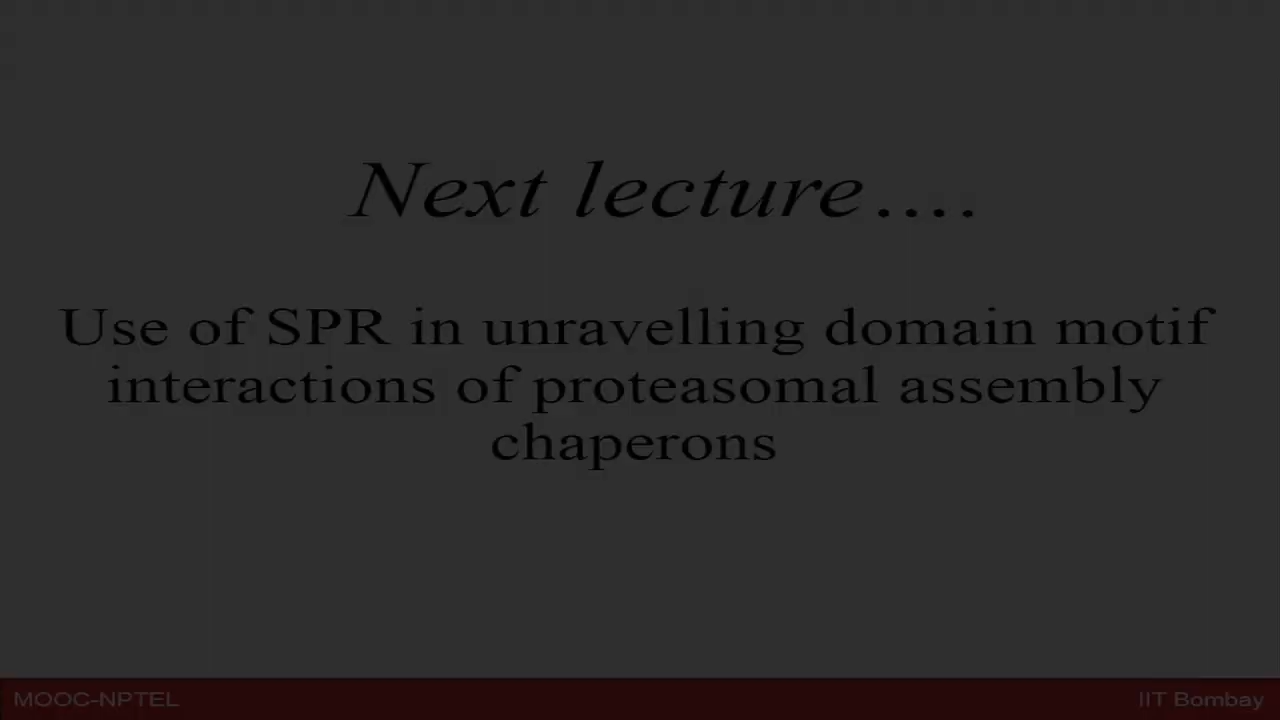 Next lecture....
Use of SPR in unravelling domain motif
interactions of proteasomal assembly
chaperons
MOOC-NPTEL
IIT Bombay